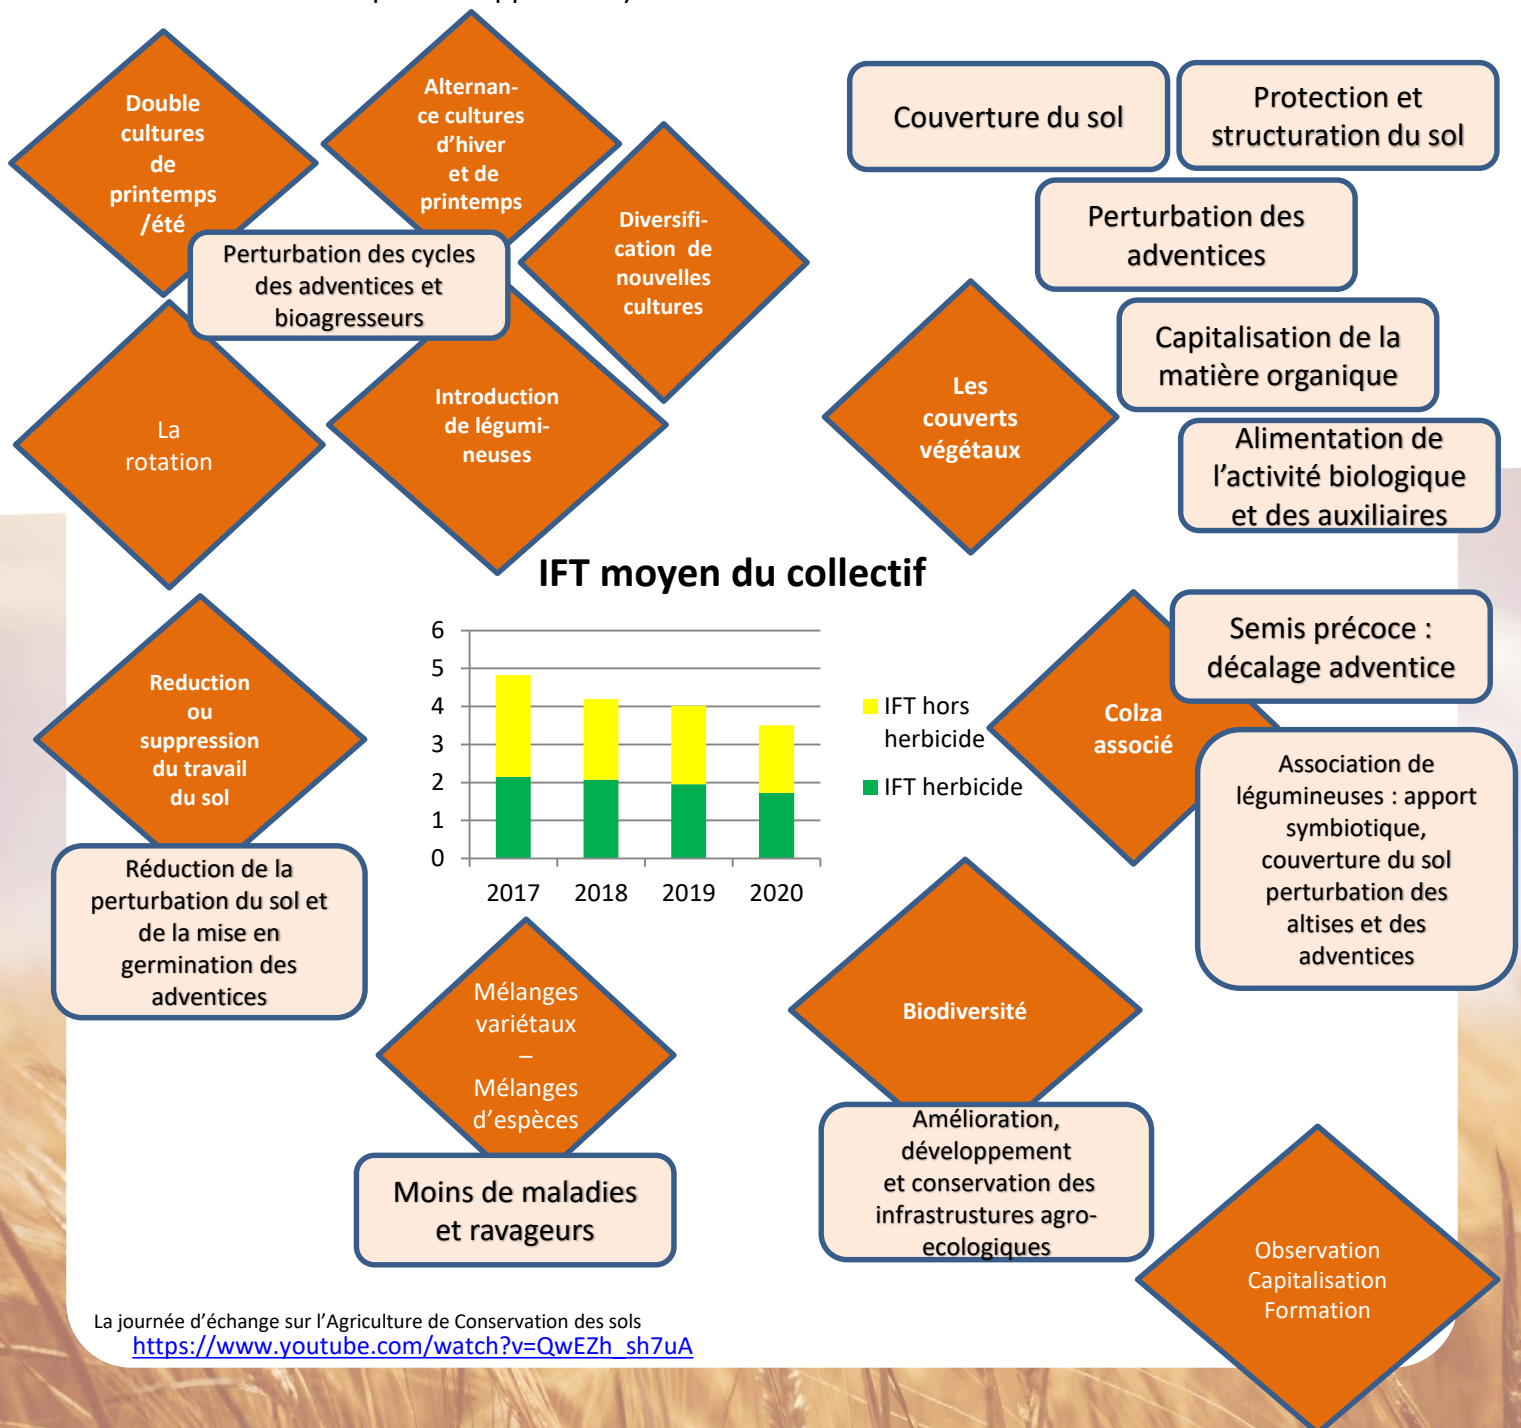 Double
cultures
de
printemps
/été
Alternan-
ce cultures
d’hiver
et de
printemps
Diversifi-
cation de
nouvelles
cultures
Perturbation des cycles
des adventices et
bioagresseurs
La
rotation
Introduction
de légumi-
neuses
Couverture du sol
Protection et
structuration du sol
Perturbation des
adventices
Capitalisation de la
matière organique
Les
couverts
végétaux
Alimentation de
l’activité biologique
et des auxiliaires
IFT moyen du collectif
6
5
4
3
2
1
0
2017 2018 2019 2020
IFT hors
herbicide
IFT herbicide
Reduction
ou
suppression
du travail
du sol
Réduction de la
perturbation du sol et
de la mise en
germination des
adventices
Semis précoce :
décalage adventice
Colza
associé
Association de
légumineuses : apport
symbiotique,
couverture du sol
perturbation des
altises et des
adventices
Mélanges
variétaux
–
Mélanges
d’espèces
Moins de maladies
et ravageurs
Biodiversité
Amélioration,
développement
et conservation des
infrastrustures agro-
ecologiques
Observation
Capitalisation
Formation
La journée d’échange sur l’Agriculture de Conservation des sols
https://www.youtube.com/watch?v=QwEZh_sh7uA